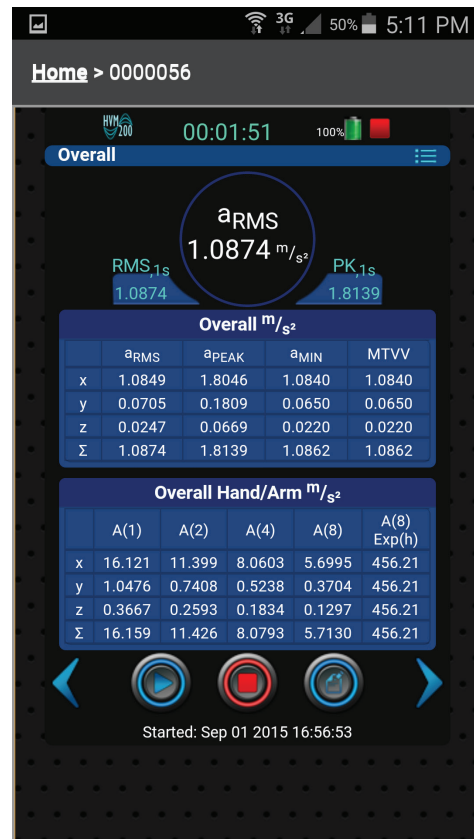 3G 50% 5:11 PM
Home > 0000056
HVM 200 00:01:51 100%
Overall
aRMS
1.0874 m/s²
RMS,1s PK,1s
1.0874 1.8139
Overall m/s²
aRMS aPEAK aMIN MTVV
x 1.0849 1.8046 1.0840 1.0840
y 0.0705 0.1809 0.0650 0.0650
z 0.0247 0.0669 0.0220 0.0220
Σ 1.0874 1.8139 1.0862 1.0862
Overall Hand/Arm m/s²
A(1) A(2) A(4) A(8) A(8) Exp(h)
x 16.121 11.399 8.0603 5.6995 456.21
y 1.0476 0.7408 0.5238 0.3704 456.21
z 0.3667 0.2593 0.1834 0.1297 456.21
Σ 16.159 11.426 8.0793 5.7130 456.21
Started: Sep 01 2015 16:56:53